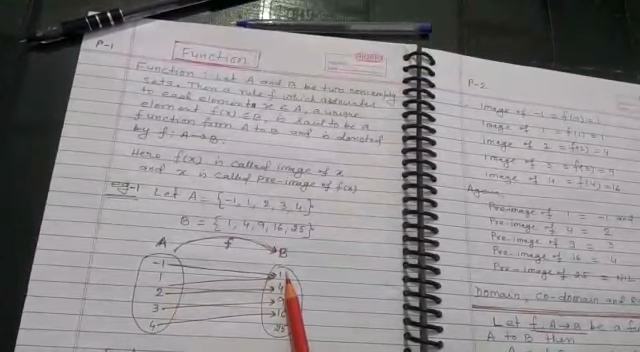 P-1
Function
Function : Let A and B be two nonempty
sets. Then a rule f which associates
to each element x ∈ A, a unique
element f(x) ∈ B, is said to be a
function from A to B and is denoted
by f: A→B.
Here f(x) is called image of x
and x is called pre-image of f(x)
eg-1 Let A = {-1, 1, 2, 3, 4}
B = {1, 4, 9, 16, 25}
A f B
-1 1
1 4
2 9
3 16
4 25
P-2
Image of -1 = f(-1) = 1
Image of 1 = f(1) = 1
Image of 2 = f(2) = 4
Image of 3 = f(3) = 9
Image of 4 = f(4) = 16
Again,
Pre-image of 1 = -1 and
Pre-image of 4 = 2
Pre-image of 9 = 3
Pre-image of 16 = 4
Pre-image of 25 =
Domain, co-domain and
Let f: A→B be a fu
A to B then